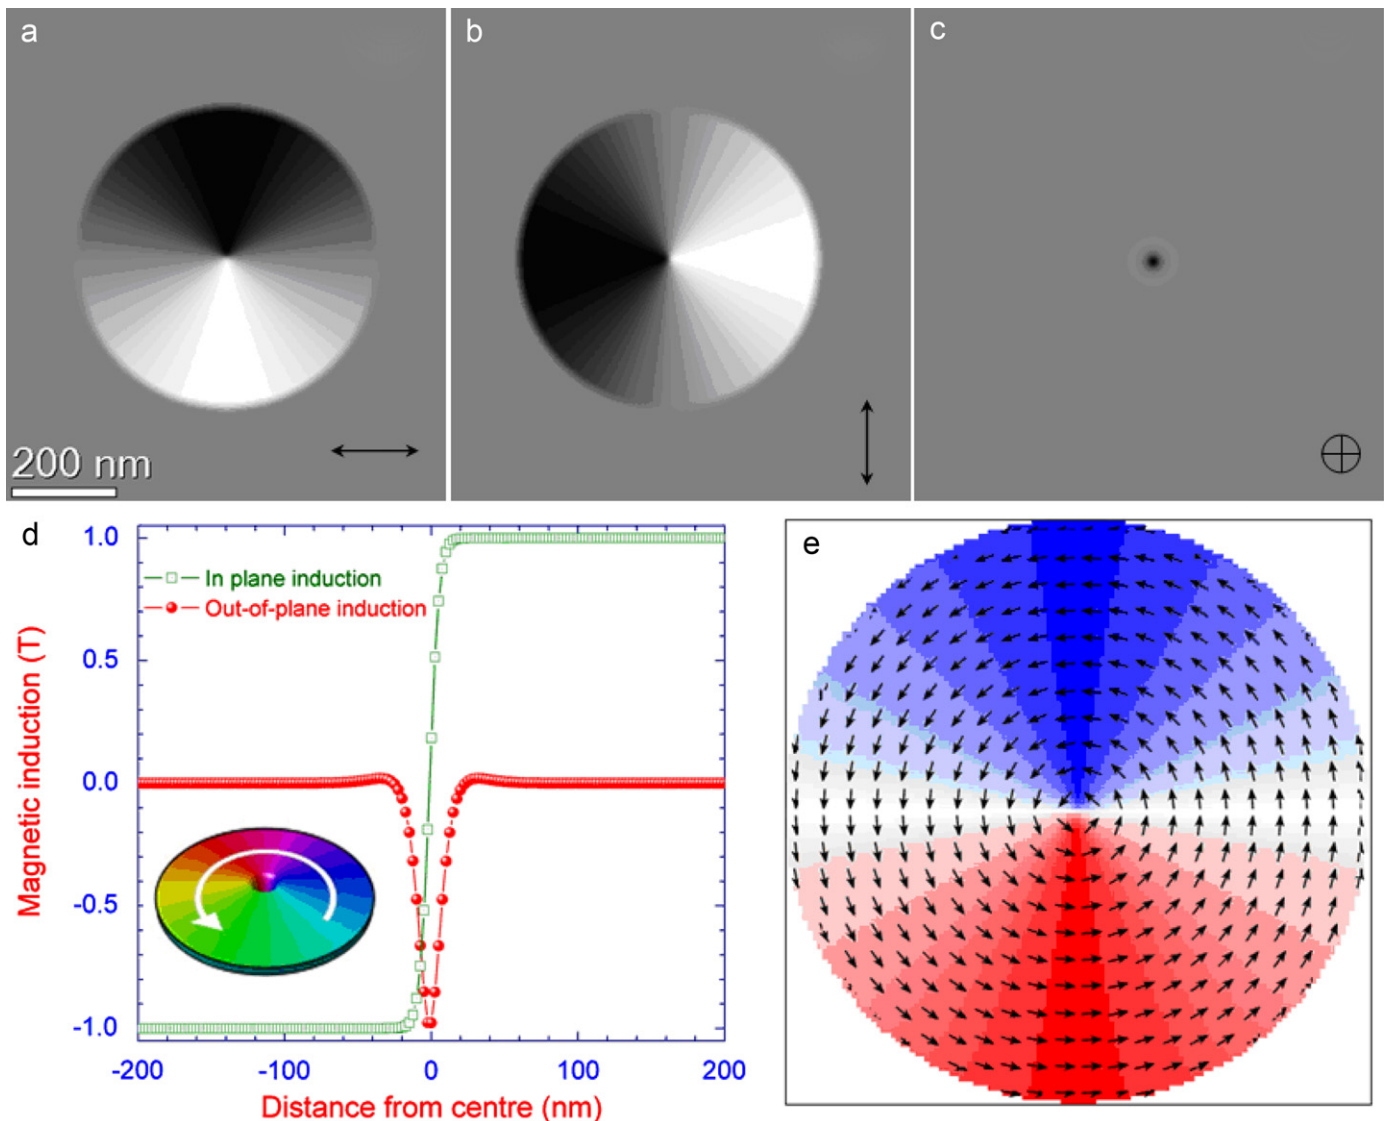 a
b
c
200 nm
d
e
1.0
In plane induction
Out-of-plane induction
0.5
0.0
-0.5
-1.0
Magnetic induction (T)
-200 -100 0 100 200
Distance from centre (nm)